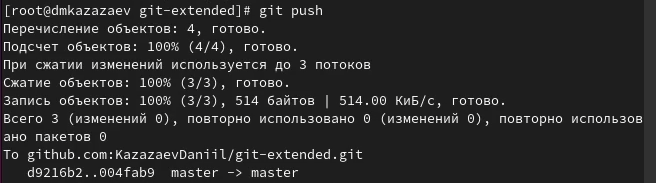 [root@dmkazazaev git-extended]# git push
Перечисление объектов: 4, готово.
Подсчет объектов: 100% (4/4), готово.
При сжатии изменений используется до 3 потоков
Сжатие объектов: 100% (3/3), готово.
Запись объектов: 100% (3/3), 514 байтов | 514.00 КиБ/с, готово.
Всего 3 (изменений 0), повторно использовано 0 (изменений 0), повторно использов
ано пакетов 0
To github.com:KazazaevDaniil/git-extended.git
   d9216b2..004fab9  master -> master